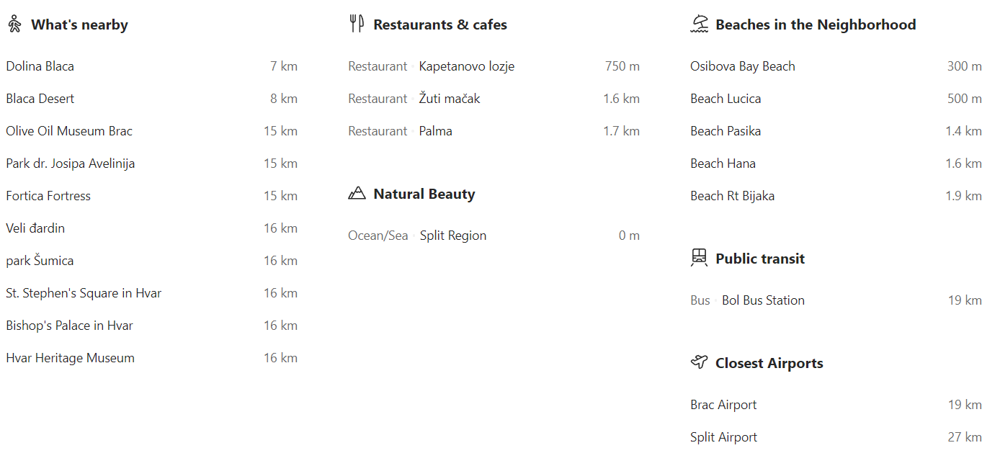 What's nearby
Dolina Blaca 7 km
Blaca Desert 8 km
Olive Oil Museum Brac 15 km
Park dr. Josipa Avelinija 15 km
Fortica Fortress 15 km
Veli đardin 16 km
park Šumica 16 km
St. Stephen's Square in Hvar 16 km
Bishop's Palace in Hvar 16 km
Hvar Heritage Museum 16 km
Restaurants & cafes
Restaurant · Kapetanovo lozje 750 m
Restaurant · Žuti mačak 1.6 km
Restaurant · Palma 1.7 km
Natural Beauty
Ocean/Sea · Split Region 0 m
Beaches in the Neighborhood
Osibova Bay Beach 300 m
Beach Lucica 500 m
Beach Pasika 1.4 km
Beach Hana 1.6 km
Beach Rt Bijaka 1.9 km
Public transit
Bus · Bol Bus Station 19 km
Closest Airports
Brac Airport 19 km
Split Airport 27 km